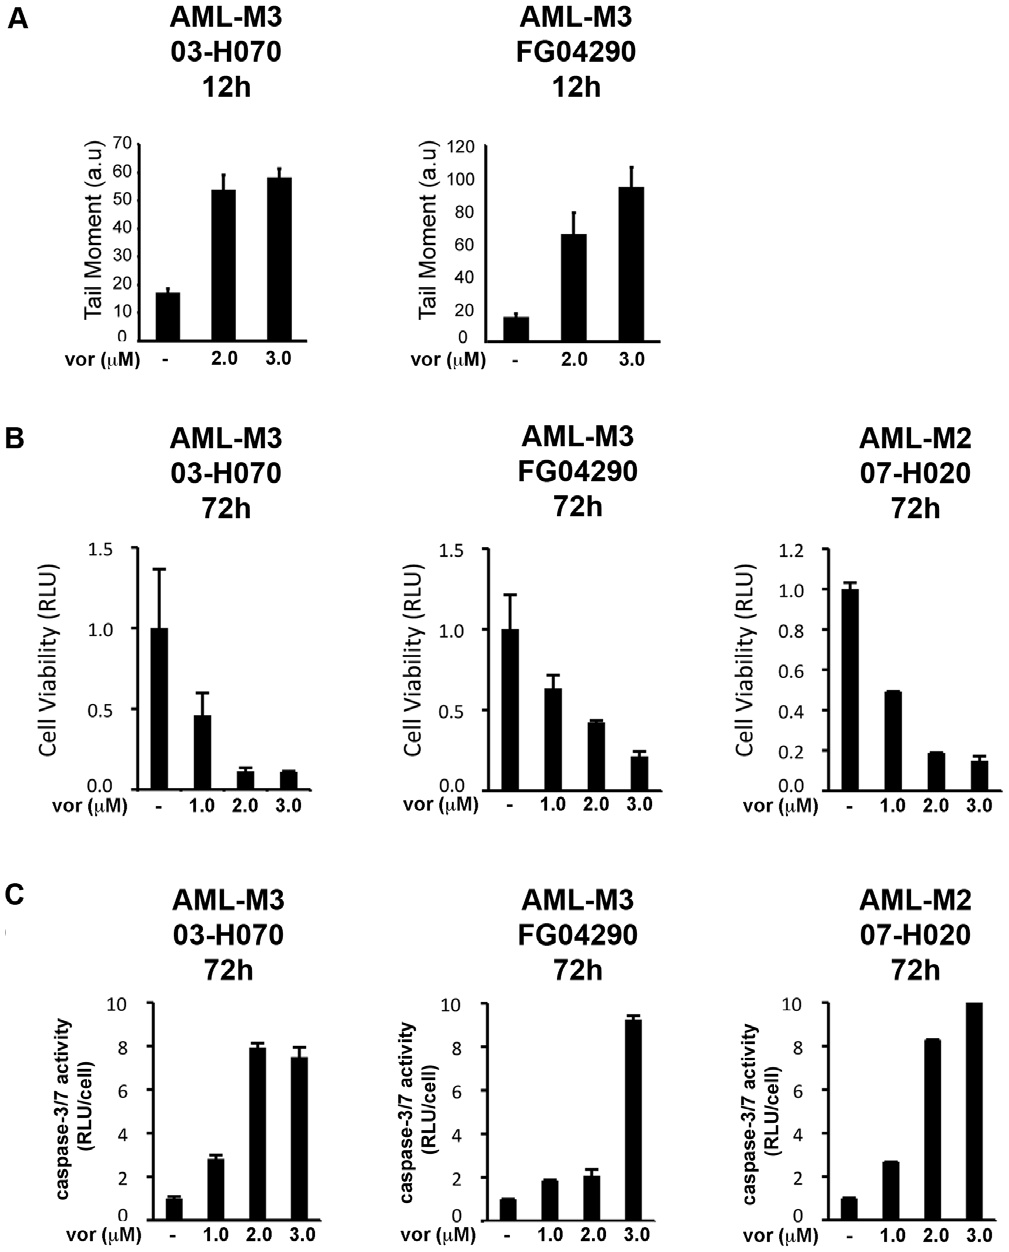 A
AML-M3
03-H070
12h
AML-M3
FG04290
12h
Tail Moment (a.u)
70
60
50
40
30
20
10
0
vor (μM) - 2.0 3.0
Tail Moment (a.u)
120
100
80
60
40
20
0
vor (μM) - 2.0 3.0
B
AML-M3
03-H070
72h
AML-M3
FG04290
72h
AML-M2
07-H020
72h
Cell Viability (RLU)
1.5
1.0
0.5
0.0
vor (μM) - 1.0 2.0 3.0
Cell Viability (RLU)
1.5
1.0
0.5
0.0
vor (μM) - 1.0 2.0 3.0
Cell Viability (RLU)
1.2
1.0
0.8
0.6
0.4
0.2
0.0
vor (μM) - 1.0 2.0 3.0
C
AML-M3
03-H070
72h
AML-M3
FG04290
72h
AML-M2
07-H020
72h
caspase-3/7 activity
(RLU/cell)
10
8
6
4
2
0
vor (μM) - 1.0 2.0 3.0
caspase-3/7 activity
(RLU/cell)
10
8
6
4
2
0
vor (μM) - 1.0 2.0 3.0
caspase-3/7 activity
(RLU/cell)
10
8
6
4
2
0
vor (μM) - 1.0 2.0 3.0